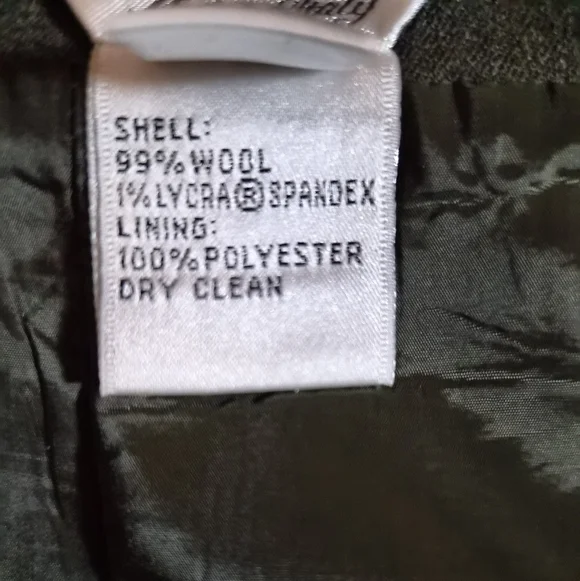 SHELL:
99% WOOL
1% LYCRA® SPANDEX
LINING:
100% POLYESTER
DRY CLEAN